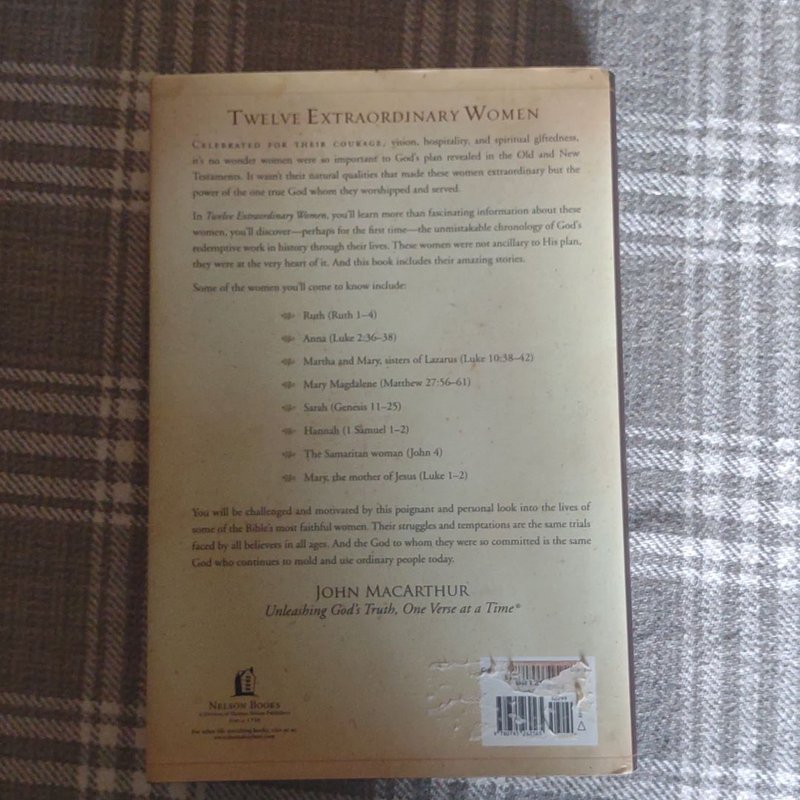 TWELVE EXTRAORDINARY WOMEN
CELEBRATED FOR THEIR COURAGE, vision, hospitality, and spiritual giftedness,
it's no wonder women were so important to God's plan revealed in the Old and New
Testaments. It wasn't their natural qualities that made these women extraordinary but the
power of the one true God whom they worshipped and served.
In Twelve Extraordinary Women, you'll learn more than fascinating information about these
women, you'll discover—perhaps for the first time—the unmistakable chronology of God's
redemptive work in history through their lives. These women were not ancillary to His plan,
they were at the very heart of it. And this book includes their amazing stories.
Some of the women you'll come to know include:
Ruth (Ruth 1–4)
Anna (Luke 2:36–38)
Martha and Mary, sisters of Lazarus (Luke 10:38–42)
Mary Magdalene (Matthew 27:56–61)
Sarah (Genesis 11–25)
Hannah (1 Samuel 1–2)
The Samaritan woman (John 4)
Mary, the mother of Jesus (Luke 1–2)
You will be challenged and motivated by this poignant and personal look into the lives of
some of the Bible's most faithful women. Their struggles and temptations are the same trials
faced by all believers in all ages. And the God to whom they were so committed is the same
God who continues to mold and use ordinary people today.
JOHN MACARTHUR
Unleashing God's Truth, One Verse at a Time®
NELSON BOOKS
A Division of Thomas Nelson Publishers
Since 1798